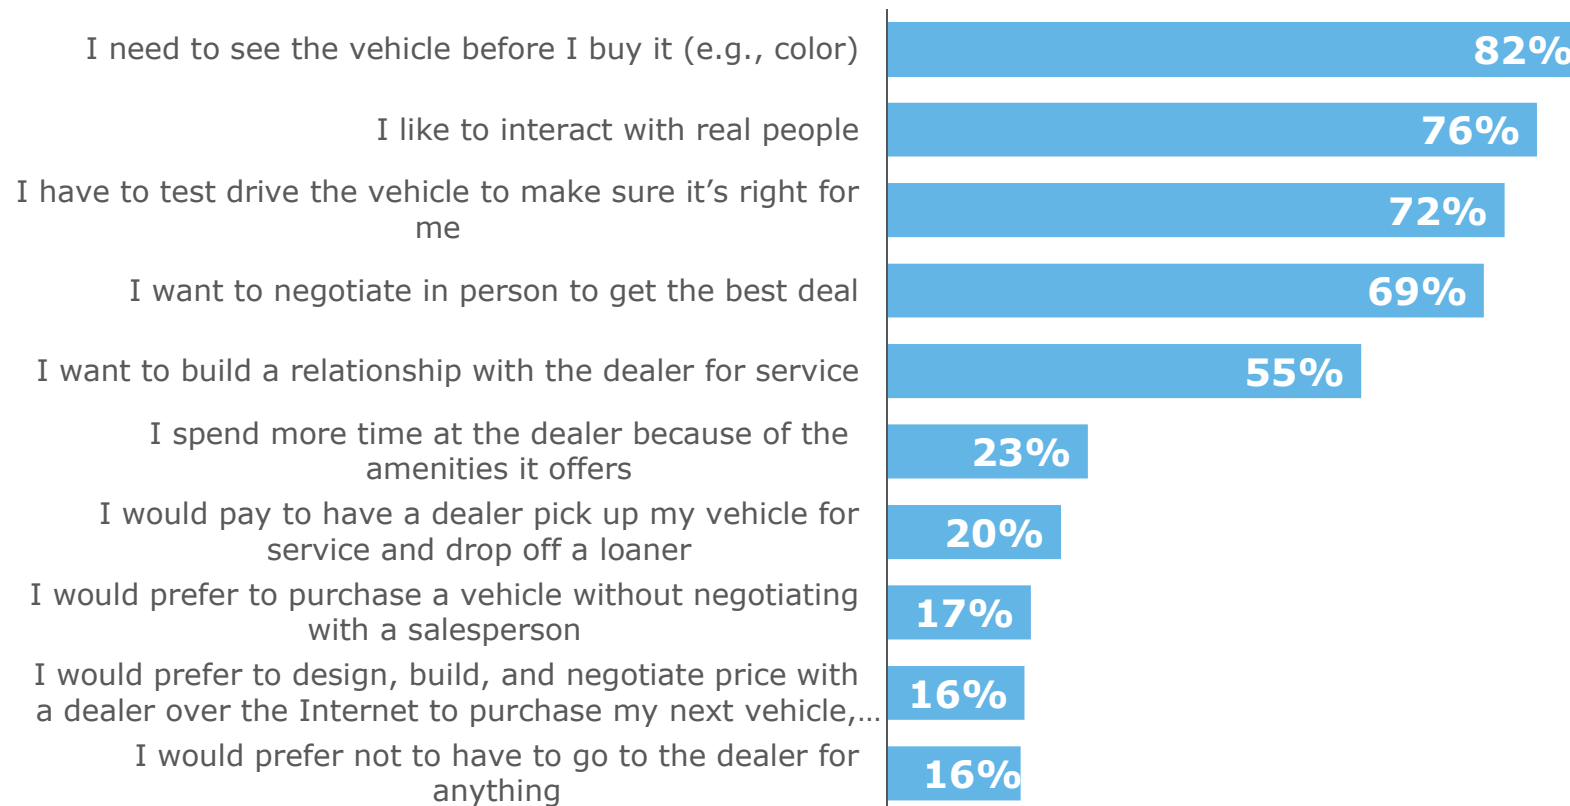 I need to see the vehicle before I buy it (e.g., color)
82%
I like to interact with real people
76%
I have to test drive the vehicle to make sure it’s right for
me
72%
I want to negotiate in person to get the best deal
69%
I want to build a relationship with the dealer for service
55%
I spend more time at the dealer because of the
amenities it offers
23%
I would pay to have a dealer pick up my vehicle for
service and drop off a loaner
20%
I would prefer to purchase a vehicle without negotiating
with a salesperson
17%
I would prefer to design, build, and negotiate price with
a dealer over the Internet to purchase my next vehicle,…
16%
I would prefer not to have to go to the dealer for
anything
16%